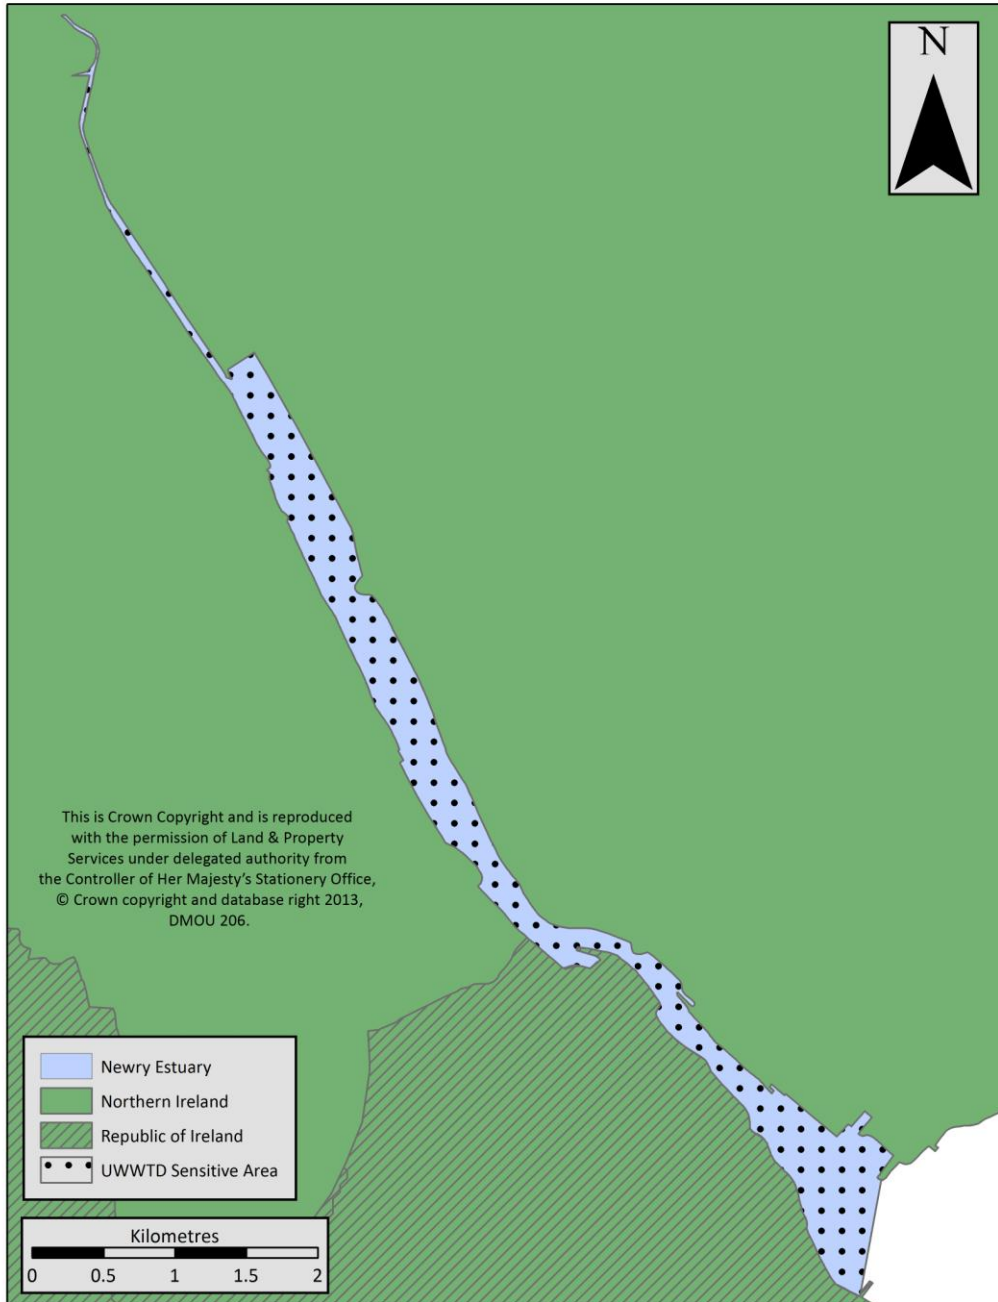 N
This is Crown Copyright and is reproduced
with the permission of Land & Property
Services under delegated authority from
the Controller of Her Majesty's Stationery Office,
© Crown copyright and database right 2013,
DMOU 206.
Newry Estuary
Northern Ireland
Republic of Ireland
UWWTD Sensitive Area
Kilometres
0 0.5 1 1.5 2